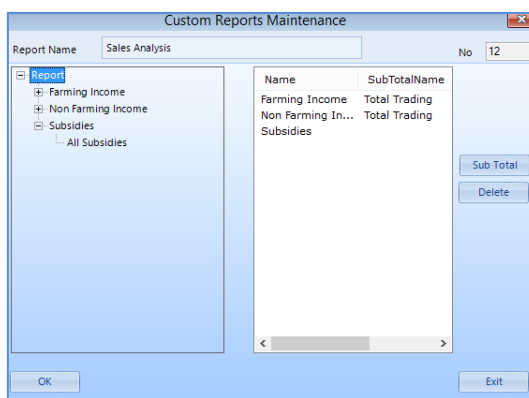 Custom Reports Maintenance
Report Name Sales Analysis No 12
Report
Farming Income
Non Farming Income
Subsidies
All Subsidies
Name SubTotalName
Farming Income Total Trading
Non Farming In... Total Trading
Subsidies
Sub Total
Delete
OK Exit